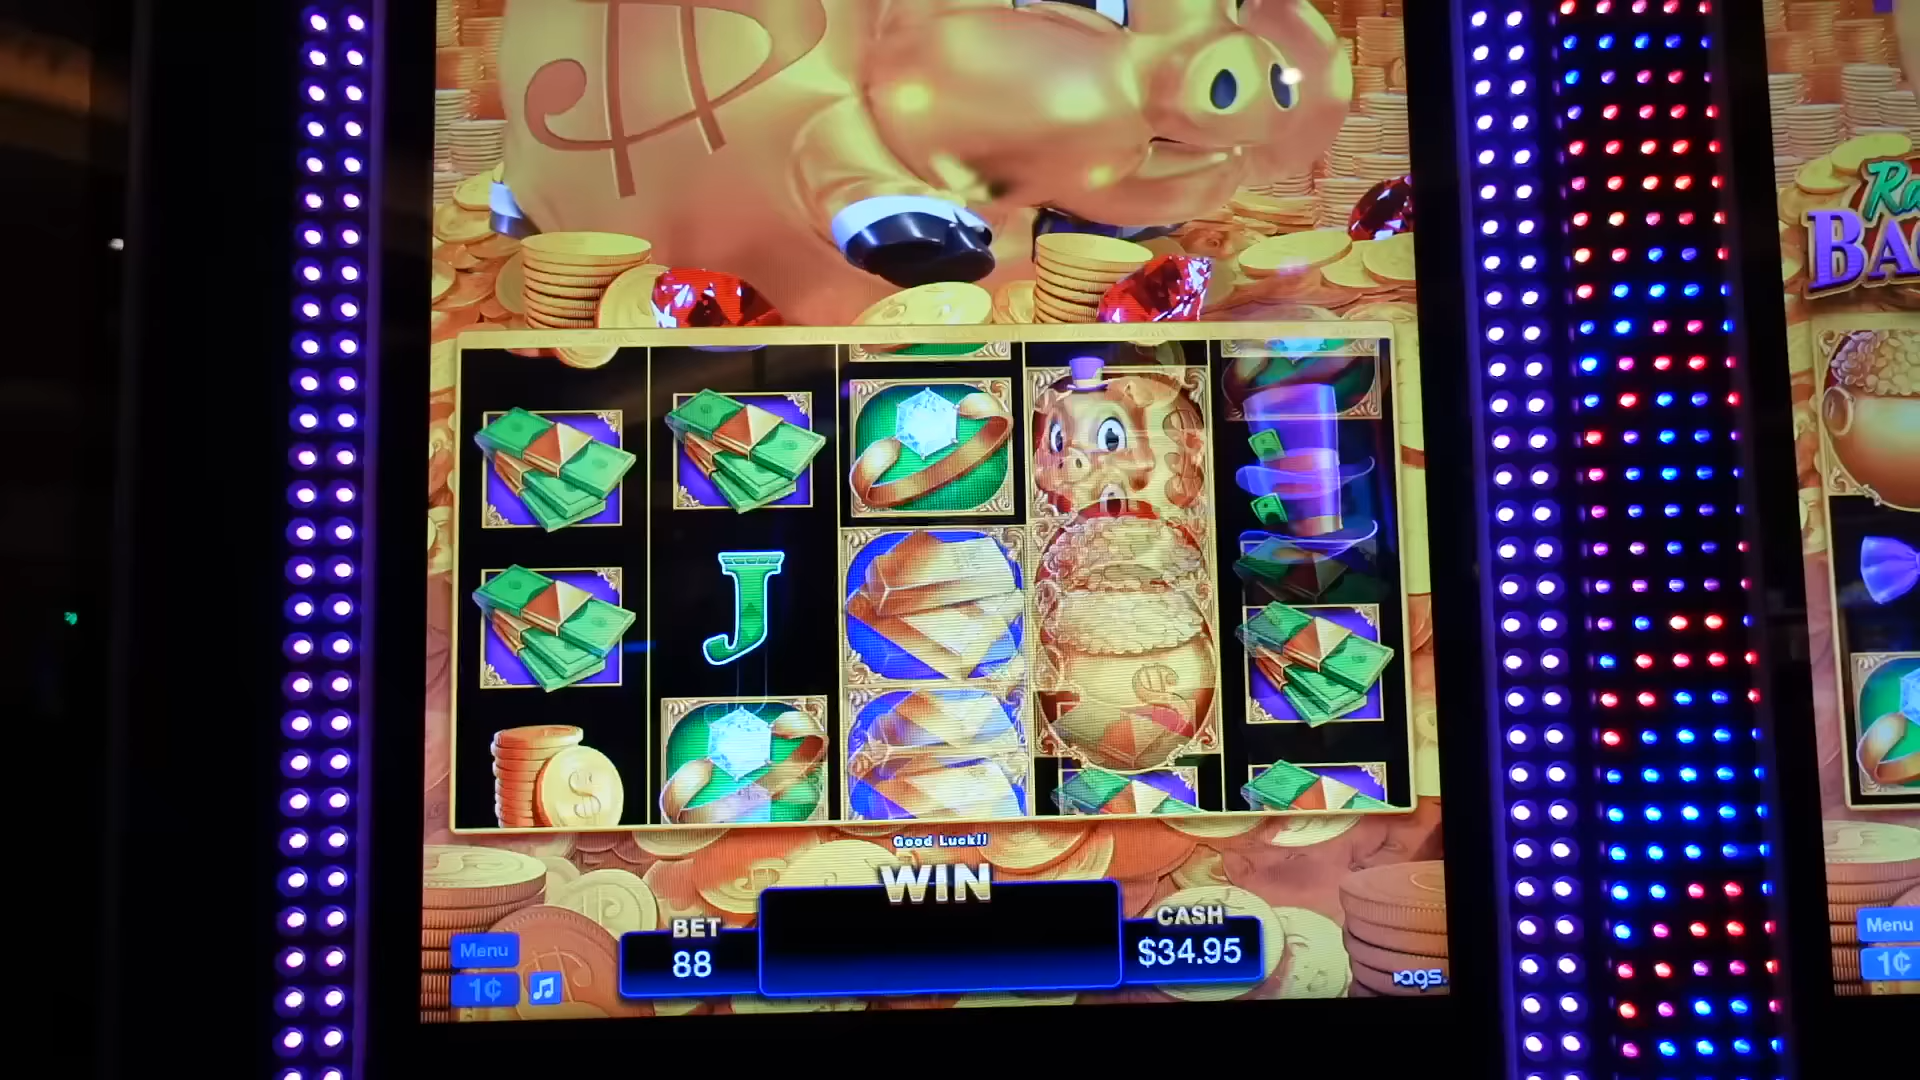 J
Good Luck!!
WIN
BET
88
CASH
$34.95
Menu
1¢
ags
Menu
1¢